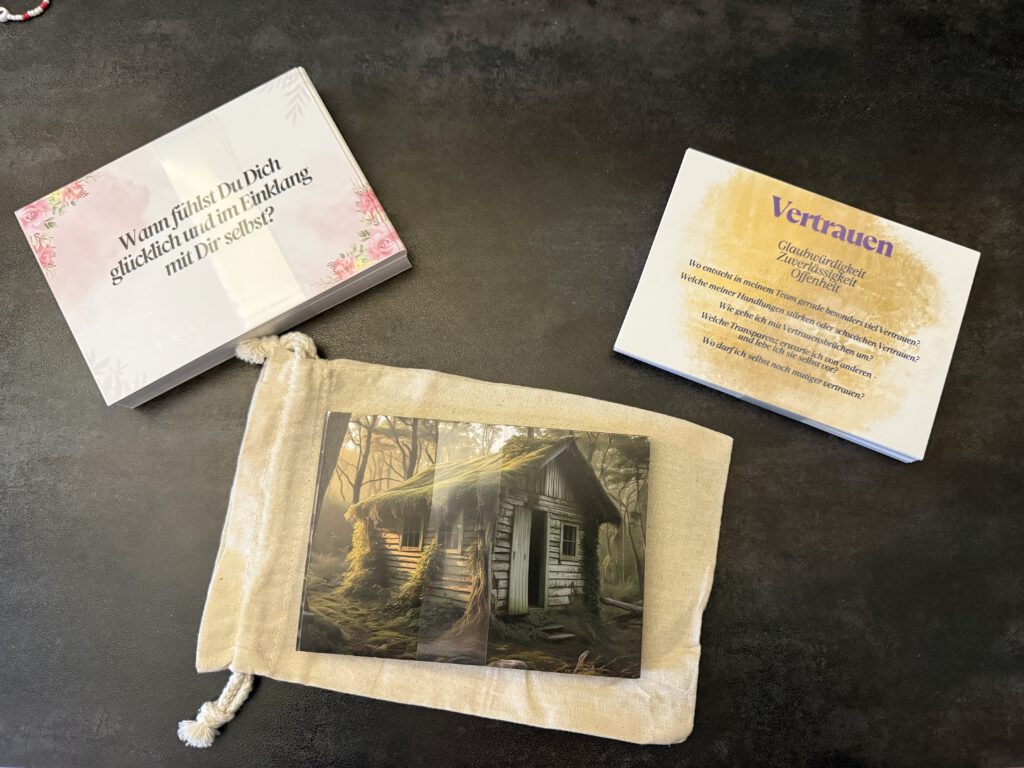 Wann fühlst Du Dich
glücklich und im Einklang
mit Dir selbst?
Vertrauen
Glaubwürdigkeit
Zuverlässigkeit
Offenheit
Wo entsteht in meinem Team gerade besonders viel Vertrauen?
Welche meiner Handlungen stärken oder schwächen Vertrauen?
Wie gehe ich mit Vertrauensbrüchen um?
Welche Transparenz erwarte ich von anderen -
und lebe ich sie selbst vor?
Wo darf ich selbst noch mutiger vertrauen?